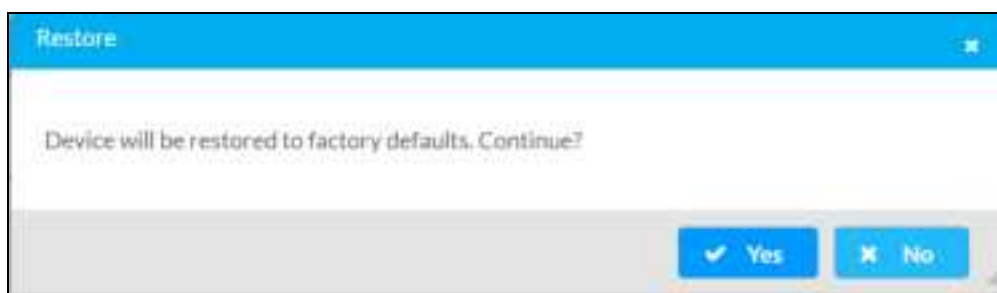 Restore
Device will be restored to factory defaults. Continue?
Yes No